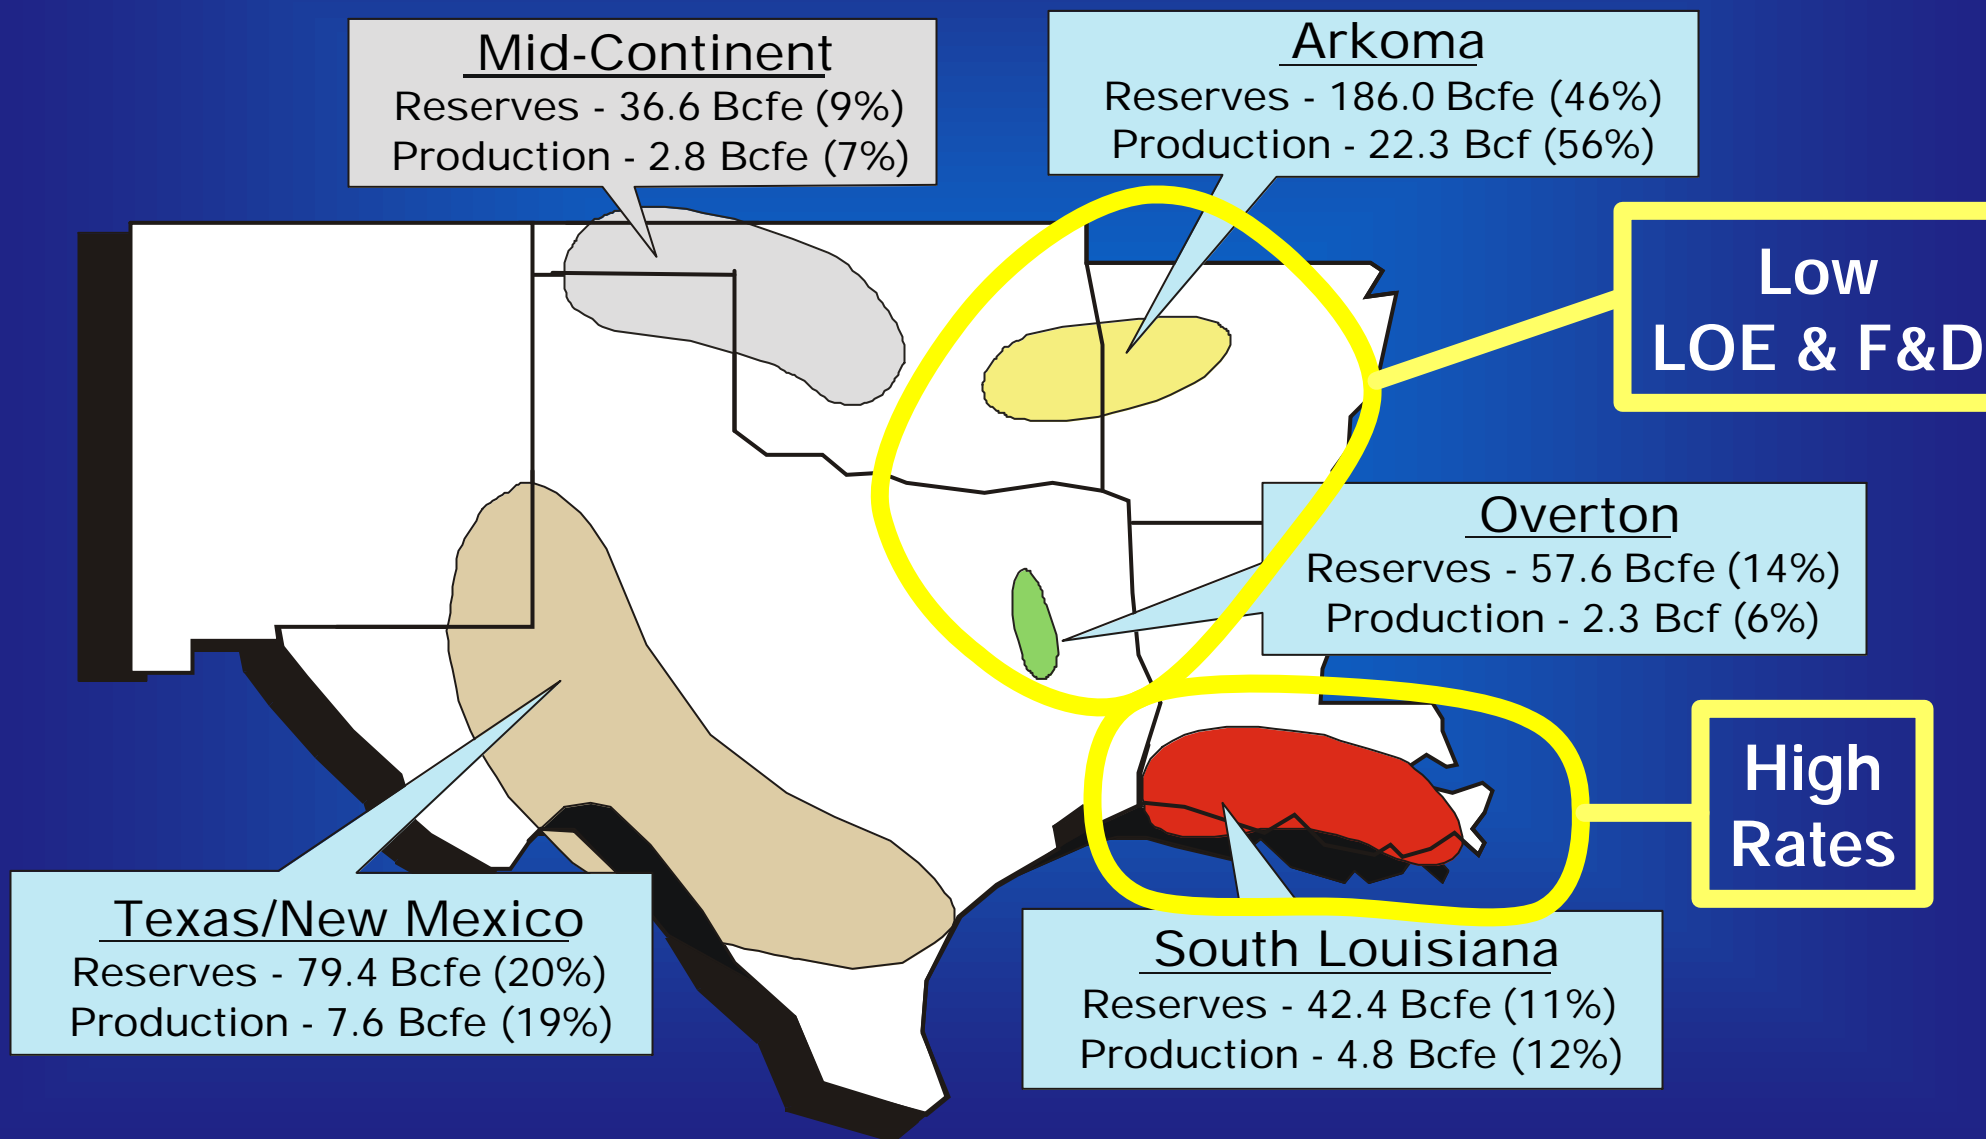 Mid-Continent
Reserves - 36.6 Bcfe (9%)
Production - 2.8 Bcfe (7%)
Arkoma
Reserves - 186.0 Bcfe (46%)
Production - 22.3 Bcf (56%)
Low
LOE & F&D
Overton
Reserves - 57.6 Bcfe (14%)
Production - 2.3 Bcf (6%)
High
Rates
Texas/New Mexico
Reserves - 79.4 Bcfe (20%)
Production - 7.6 Bcfe (19%)
South Louisiana
Reserves - 42.4 Bcfe (11%)
Production - 4.8 Bcfe (12%)